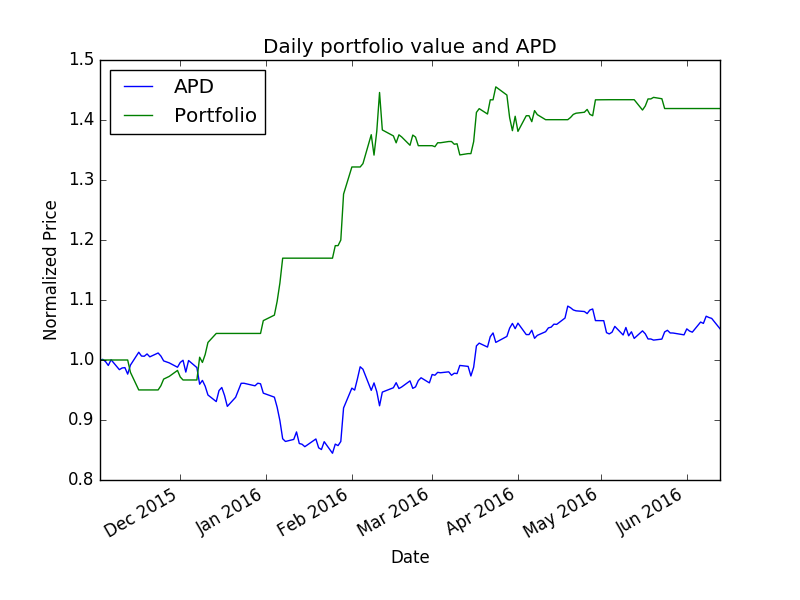 Daily portfolio value and APD
APD
Portfolio
1.5
1.4
1.3
1.2
1.1
1.0
0.9
0.8
Normalized Price
Dec 2015
Jan 2016
Feb 2016
Mar 2016
Apr 2016
May 2016
Jun 2016
Date